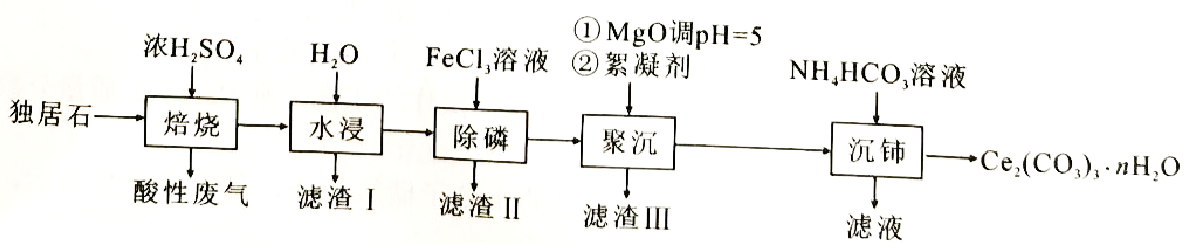 ①MgO调pH=5
浓H₂SO₄ H₂O FeCl₃溶液 ②絮凝剂 NH₄HCO₃溶液
独居石 焙烧 水浸 除磷 聚沉 沉铈 Ce₂(CO₃)₃·nH₂O
酸性废气 滤渣Ⅰ 滤渣Ⅱ 滤渣Ⅲ 滤液